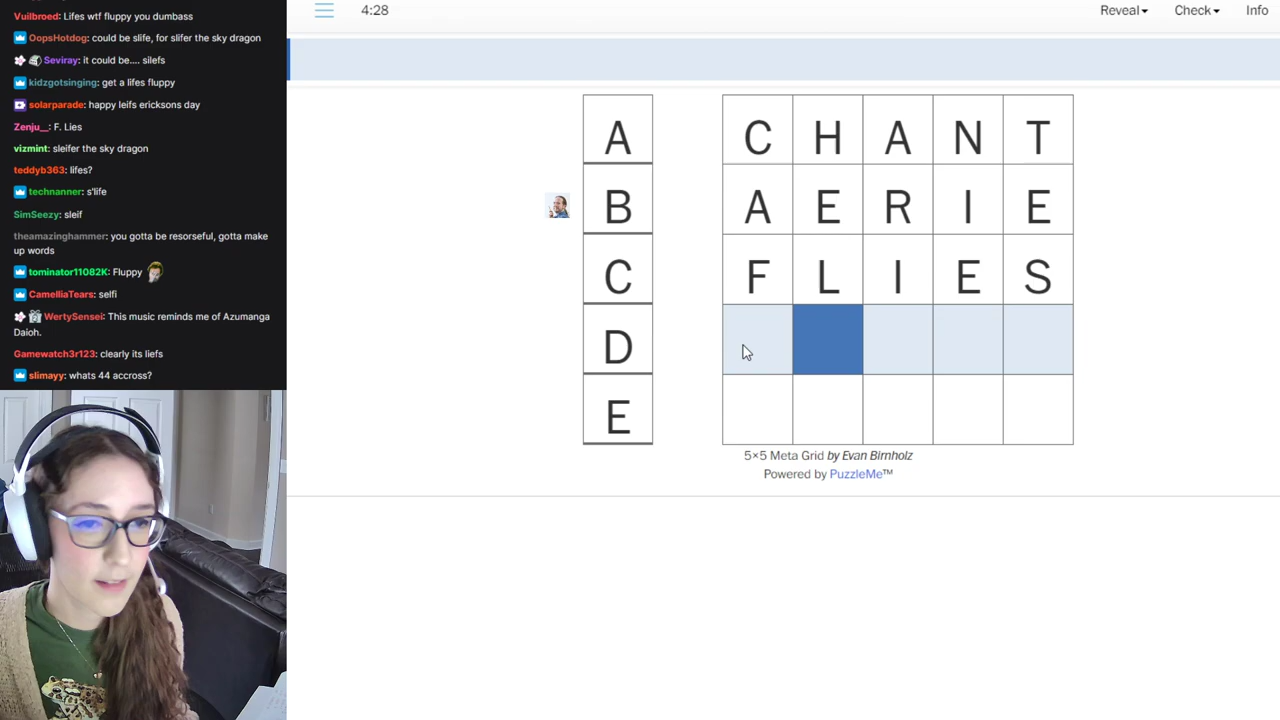 Vuilbroed: Lifes wtf fluppy you dumbass
OopsHotdog: could be slife, for slifer the sky dragon
Seviray: it could be.... silefs
kidzgotsinging: get a lifes fluppy
solarparade: happy leifs ericksons day
Zenju__: F. Lies
vizmint: sleifer the sky dragon
teddyb363: lifes?
technanner: s'life
SimSeezy: sleif
theamazinghammer: you gotta be resorseful, gotta make
up words
tominator11082K: Fluppy
CamelliaTears: selfi
WertySensei: This music reminds me of Azumanga
Daioh.
Gamewatch3r123: clearly its liefs
slimayy: whats 44 accross?
4:28
Reveal
Check
Info
A
B
C
D
E
C H A N T
A E R I E
F L I E S
5×5 Meta Grid by Evan Birnholz
Powered by PuzzleMe™